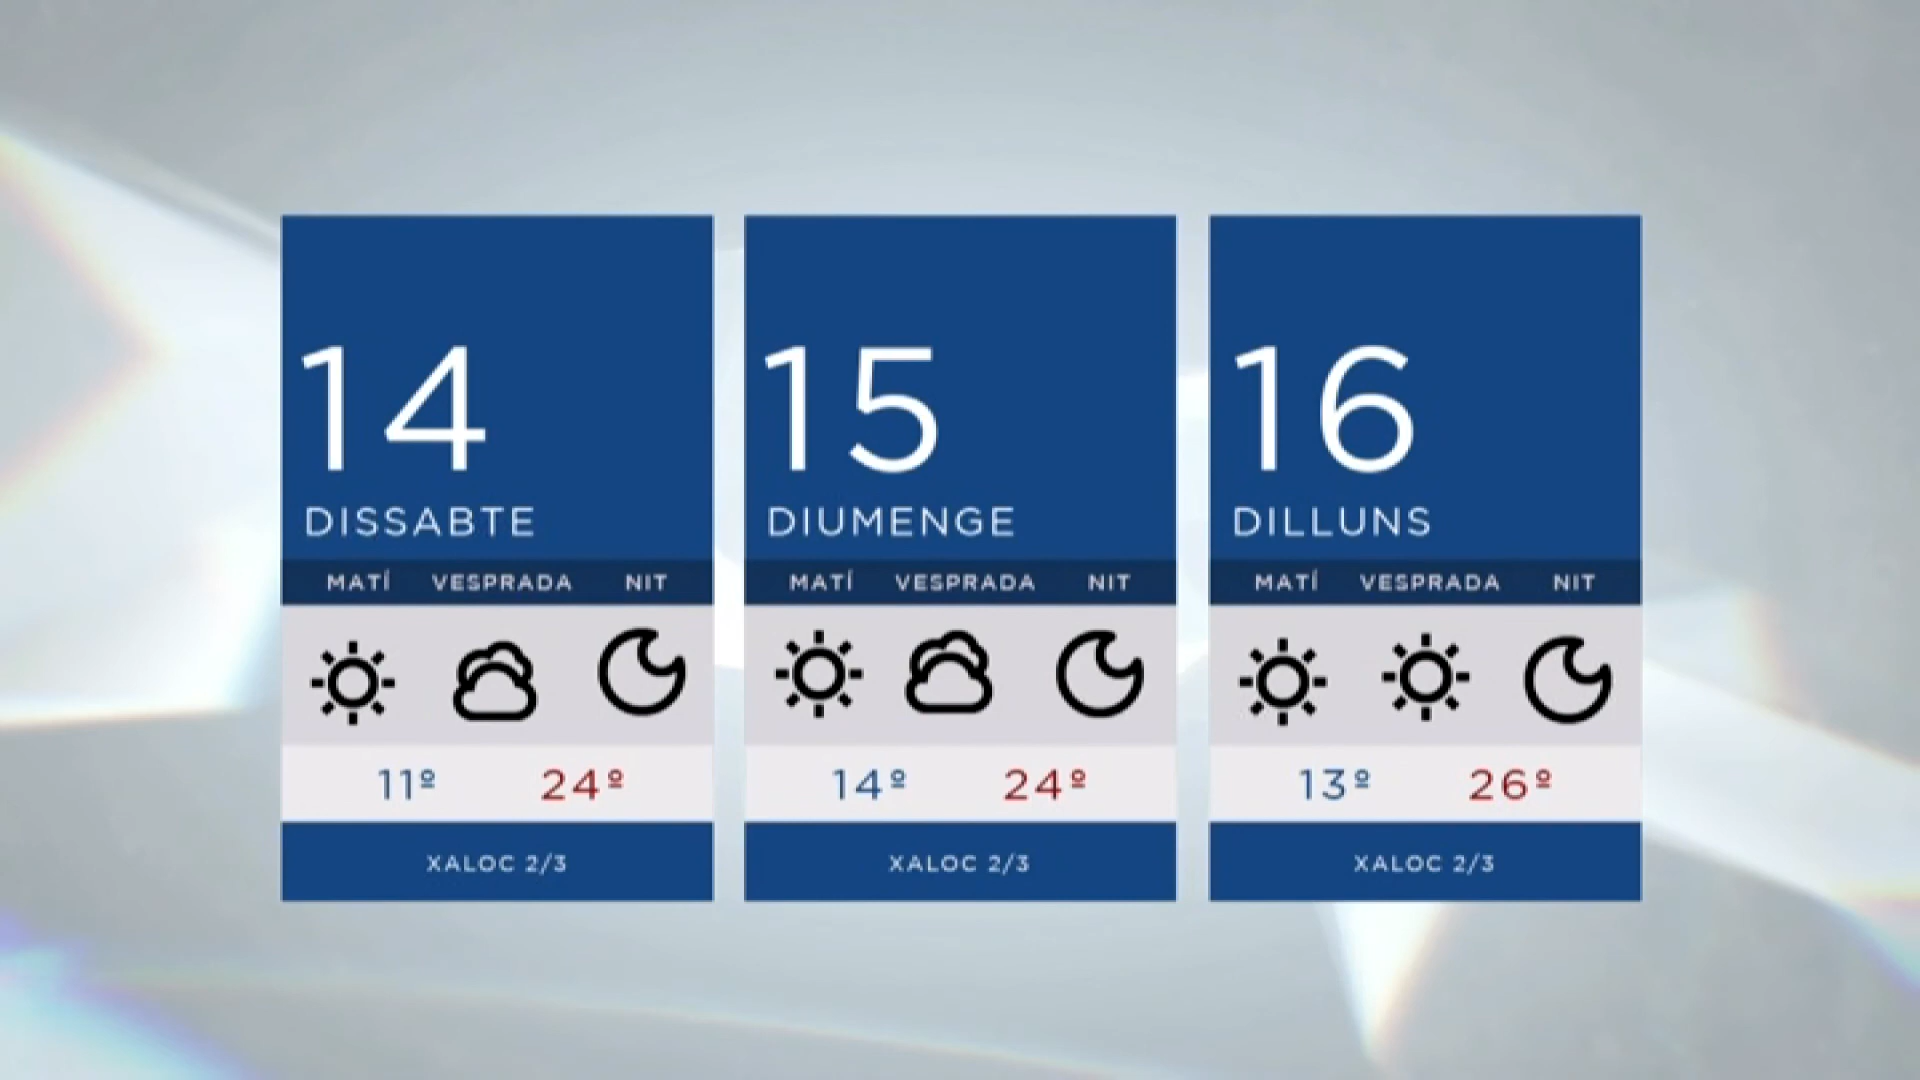 14
DISSABTE
MATÍ VESPRADA NIT
11º 24º
XALOC 2/3
15
DIUMENGE
MATÍ VESPRADA NIT
14º 24º
XALOC 2/3
16
DILLUNS
MATÍ VESPRADA NIT
13º 26º
XALOC 2/3